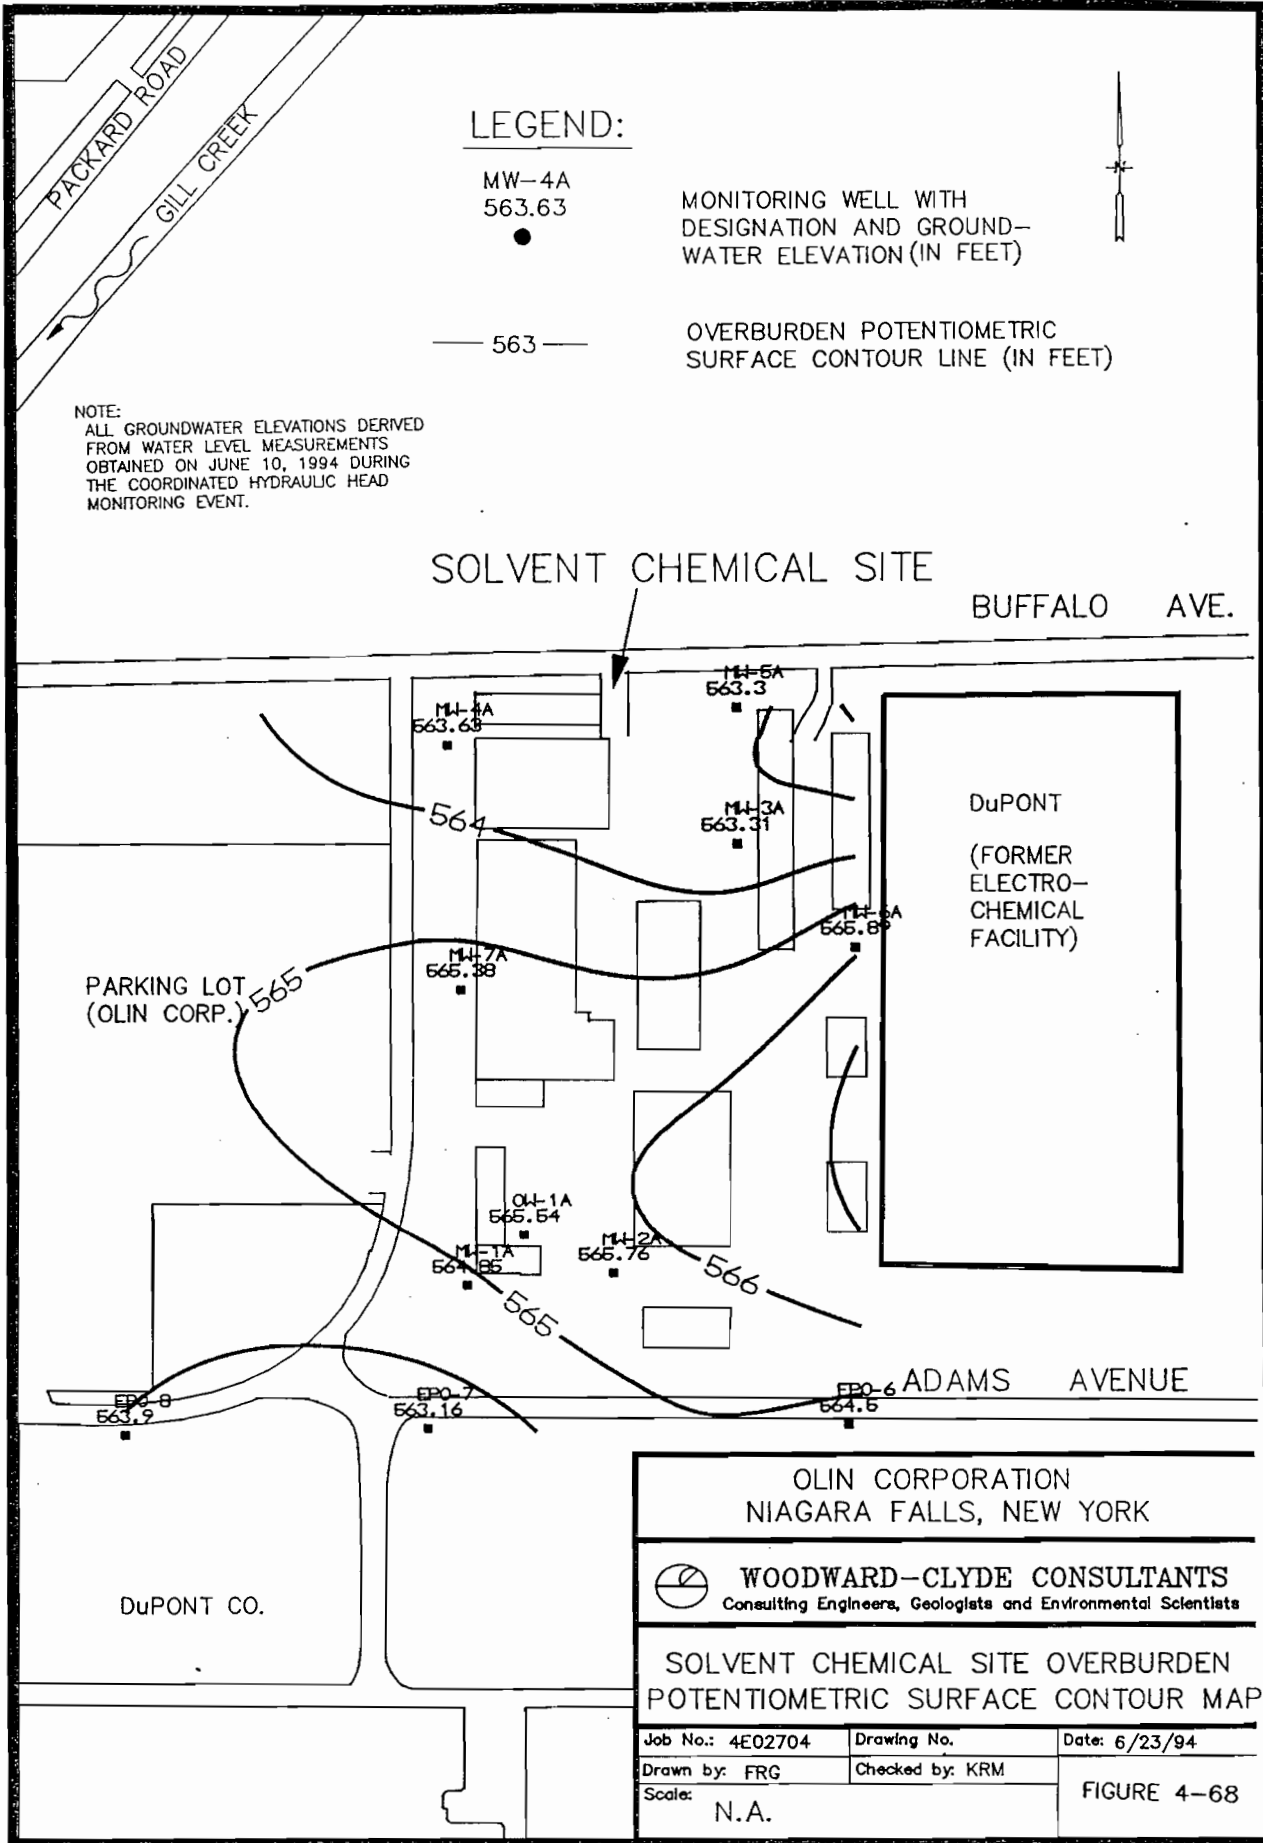 PACKARD ROAD
GILL CREEK
LEGEND:
MW-4A
563.63
MONITORING WELL WITH
DESIGNATION AND GROUND-
WATER ELEVATION (IN FEET)
N
563
OVERBURDEN POTENTIOMETRIC
SURFACE CONTOUR LINE (IN FEET)
NOTE:
ALL GROUNDWATER ELEVATIONS DERIVED
FROM WATER LEVEL MEASUREMENTS
OBTAINED ON JUNE 10, 1994 DURING
THE COORDINATED HYDRAULIC HEAD
MONITORING EVENT.
SOLVENT CHEMICAL SITE
BUFFALO AVE.
MW-5A
563.3
MW-4A
563.63
564
MW-3A
563.31
DuPONT
(FORMER
ELECTRO-
CHEMICAL
FACILITY)
MW-6A
565.89
MW-7A
565.38
PARKING LOT
(OLIN CORP.)
565
OW-1A
565.54
MW-1A
564.85
MW-2A
565.76
566
565
EPO-8
563.9
EPO-7
563.16
EPO-6
564.5
ADAMS AVENUE
DuPONT CO.
OLIN CORPORATION
NIAGARA FALLS, NEW YORK
WOODWARD-CLYDE CONSULTANTS
Consulting Engineers, Geologists and Environmental Scientists
SOLVENT CHEMICAL SITE OVERBURDEN
POTENTIOMETRIC SURFACE CONTOUR MAP
Job No.: 4E02704
Drawing No.
Date: 6/23/94
Drawn by: FRG
Checked by: KRM
Scale: N.A.
FIGURE 4-68